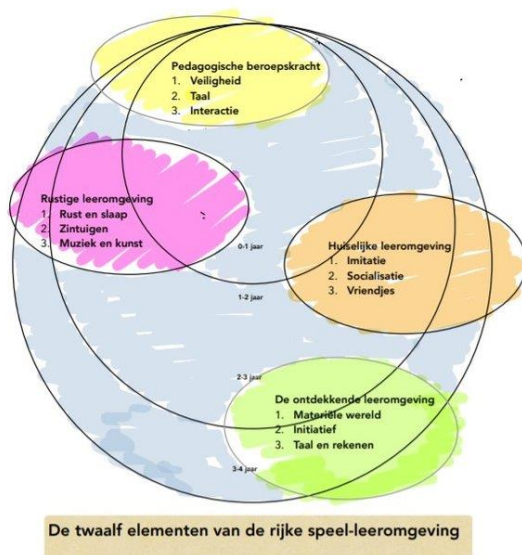 Pedagogische beroepskracht
1. Veiligheid
2. Taal
3. Interactie
Rustige leeromgeving
1. Rust en slaap
2. Zintuigen
3. Muziek en kunst
0-1 jaar
Huiselijke leeromgeving
1. Imitatie
2. Socialisatie
3. Vriendjes
1-2 jaar
2-3 jaar
De ontdekkende leeromgeving
1. Materiële wereld
2. Initiatief
3. Taal en rekenen
3-4 jaar
De twaalf elementen van de rijke speel-leeromgeving